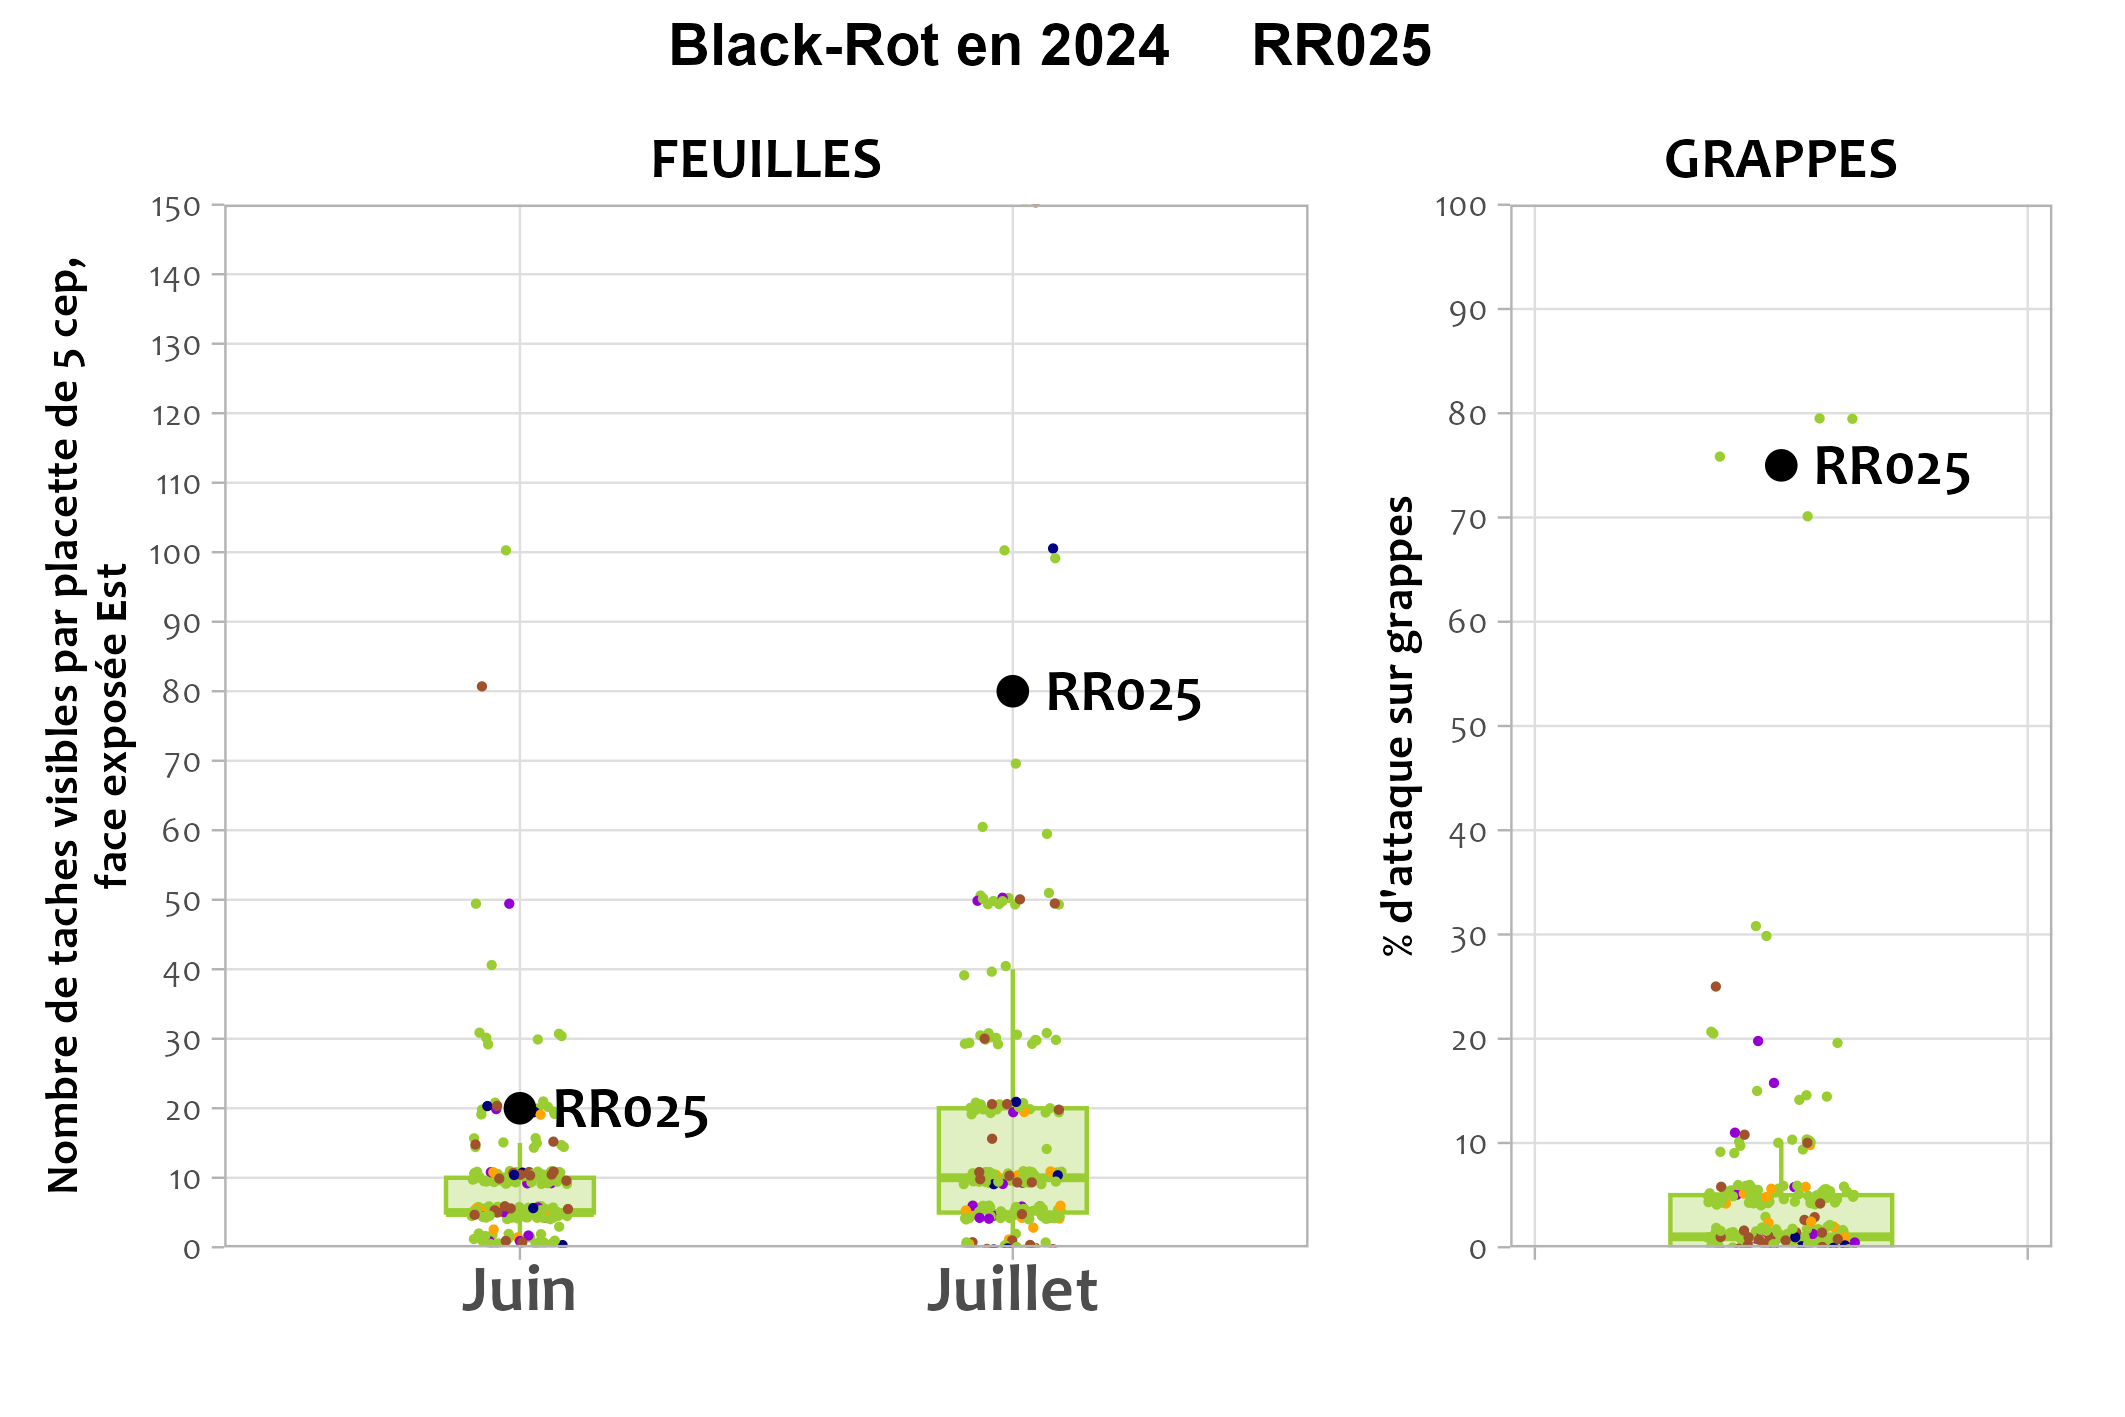 Black-Rot en 2024 RR025
FEUILLES
GRAPPES
Nombre de taches visibles par placette de 5 cep,
face exposée Est
150
140
130
120
110
100
90
80
70
60
50
40
30
20
10
0
RR025
RR025
Juin
Juillet
% d'attaque sur grappes
100
90
80
70
60
50
40
30
20
10
0
RR025